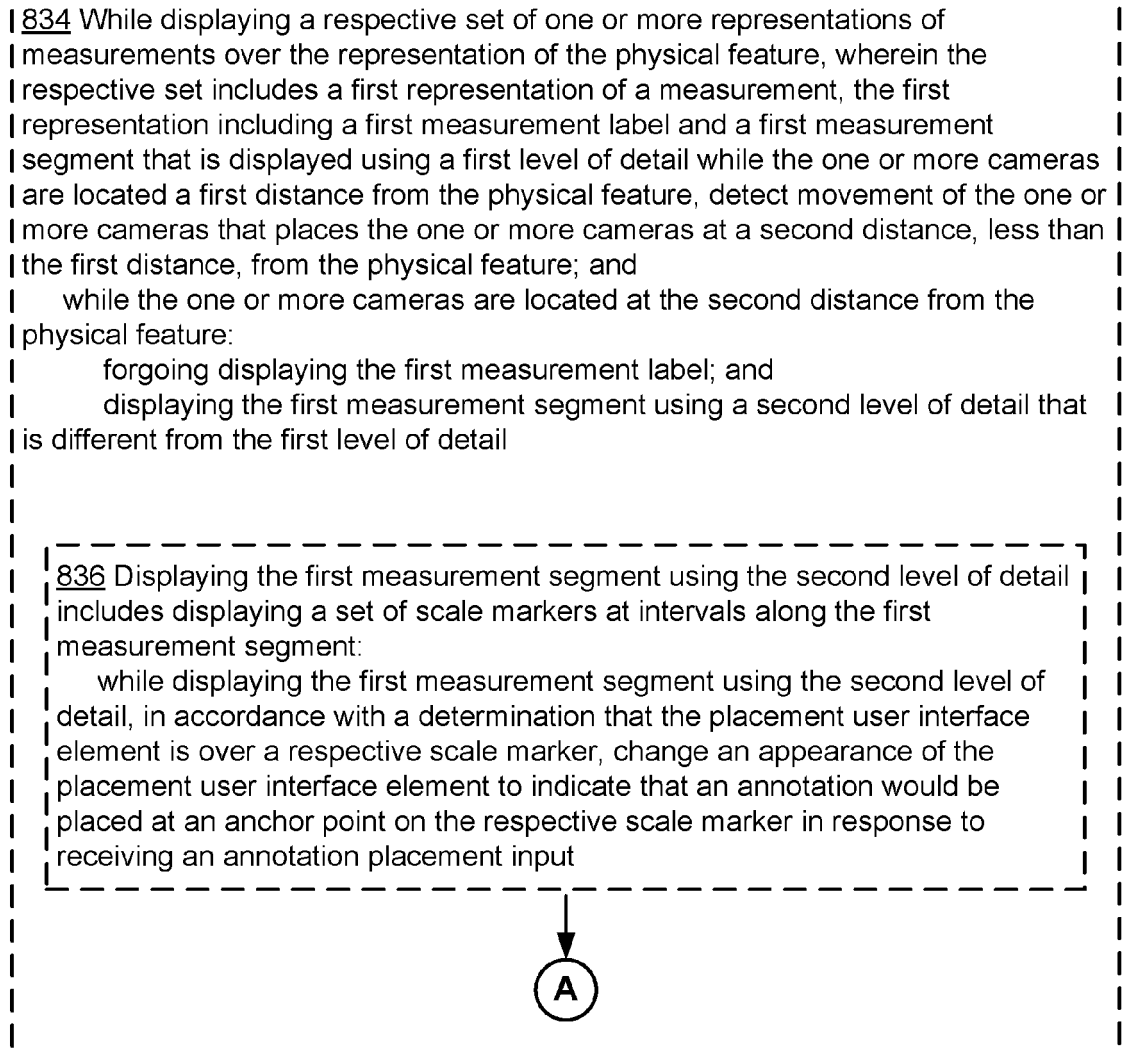 834 While displaying a respective set of one or more representations of
measurements over the representation of the physical feature, wherein the
respective set includes a first representation of a measurement, the first
representation including a first measurement label and a first measurement
segment that is displayed using a first level of detail while the one or more cameras
are located a first distance from the physical feature, detect movement of the one or
more cameras that places the one or more cameras at a second distance, less than
the first distance, from the physical feature; and
while the one or more cameras are located at the second distance from the
physical feature:
forgoing displaying the first measurement label; and
displaying the first measurement segment using a second level of detail that
is different from the first level of detail
836 Displaying the first measurement segment using the second level of detail
includes displaying a set of scale markers at intervals along the first
measurement segment:
while displaying the first measurement segment using the second level of
detail, in accordance with a determination that the placement user interface
element is over a respective scale marker, change an appearance of the
placement user interface element to indicate that an annotation would be
placed at an anchor point on the respective scale marker in response to
receiving an annotation placement input
A